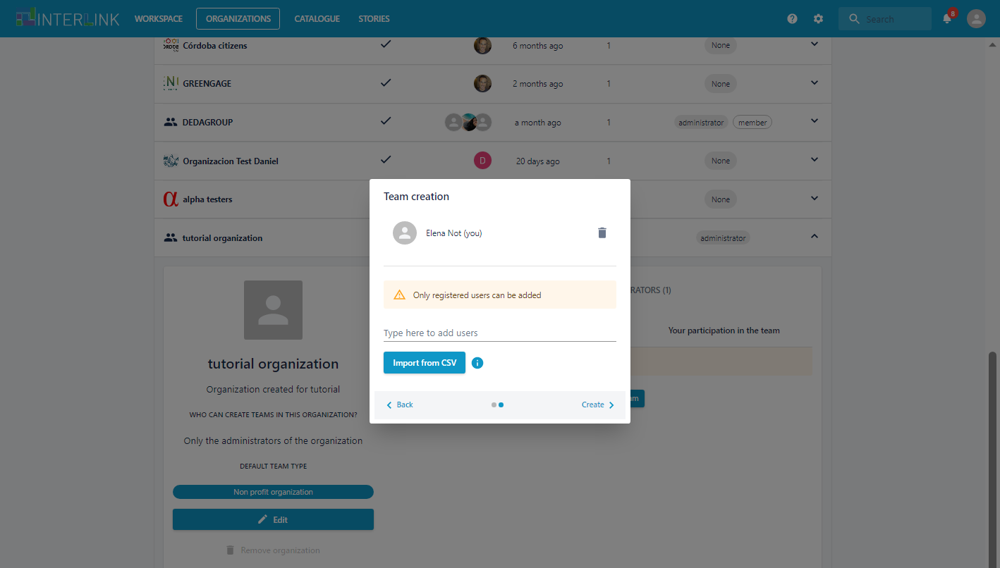 INTERLINK WORKSPACE ORGANIZATIONS CATALOGUE STORIES Search 8
Córdoba citizens 6 months ago 1 None
GREENGAGE 2 months ago 1 None
DEDAGROUP a month ago 1 administrator member
Organizacion Test Daniel D 20 days ago 1 None
α alpha testers None
tutorial organization administrator
Team creation
Elena Not (you)
Only registered users can be added
Type here to add users
Import from CSV
Back Create
RATORS (1)
Your participation in the team
tutorial organization
Organization created for tutorial
WHO CAN CREATE TEAMS IN THIS ORGANIZATION?
Only the administrators of the organization
DEFAULT TEAM TYPE
Non profit organization
Edit
Remove organization